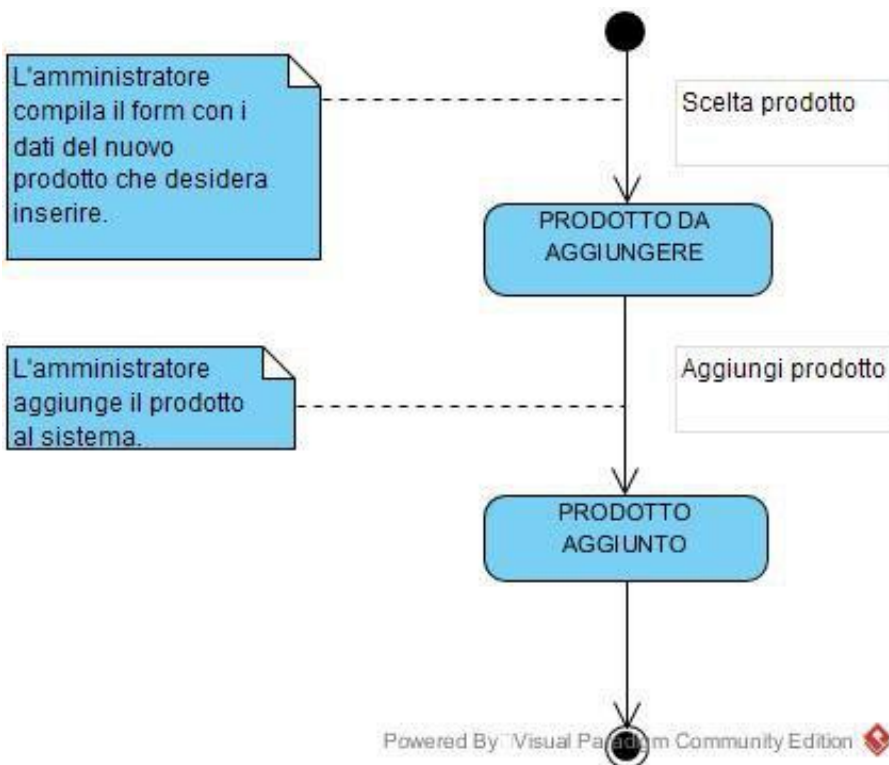 L'amministratore
compila il form con i
dati del nuovo
prodotto che desidera
inserire.
Scelta prodotto
PRODOTTO DA
AGGIUNGERE
L'amministratore
aggiunge il prodotto
al sistema.
Aggiungi prodotto
PRODOTTO
AGGIUNTO
Powered By Visual Paradigm Community Edition